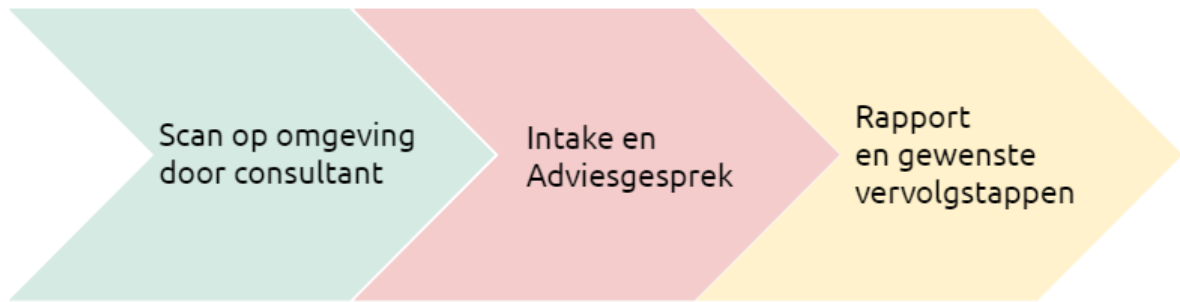 Scan op omgeving
door consultant
Intake en
Adviesgesprek
Rapport
en gewenste
vervolgstappen